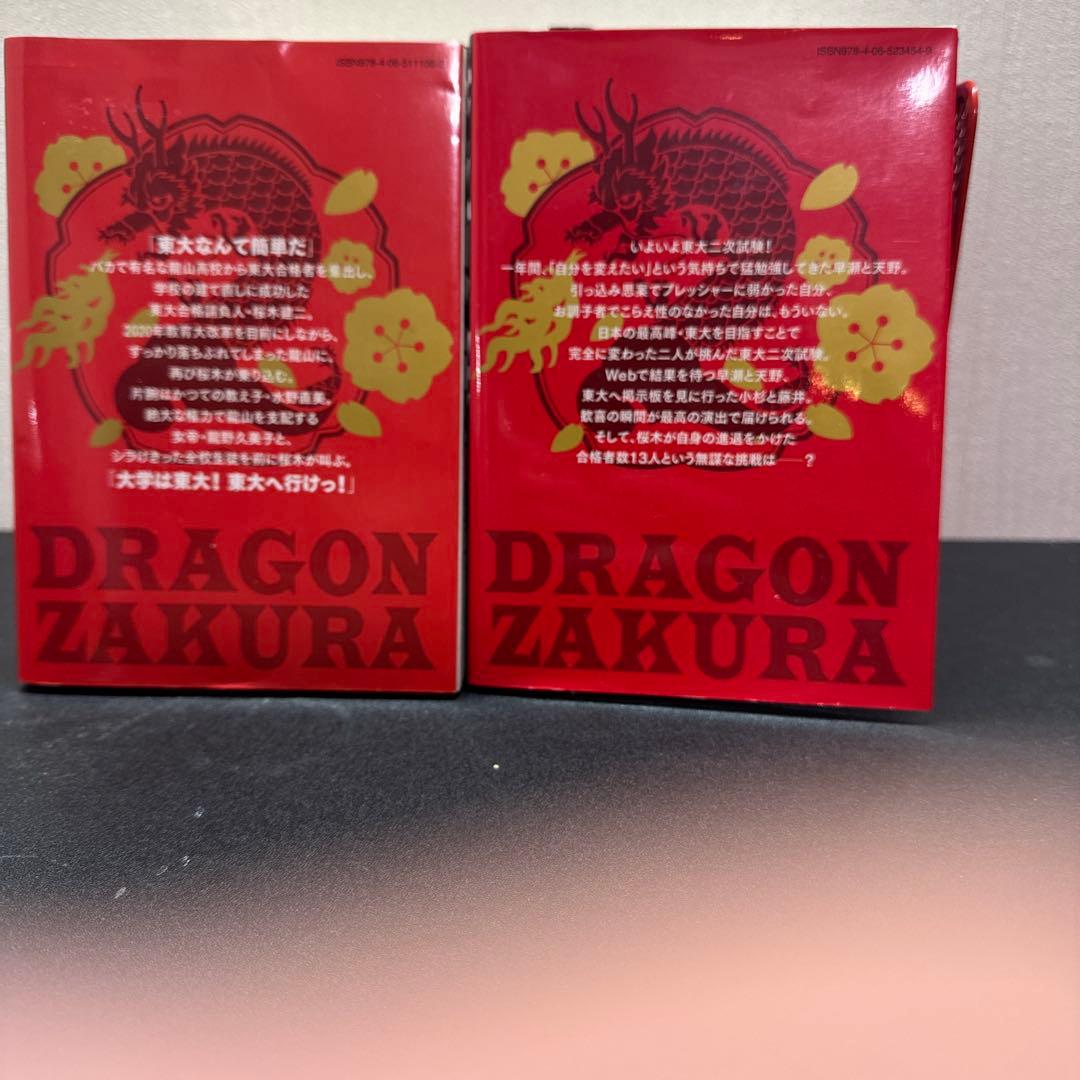 ISBN978-4-06-511108-
「東大なんて簡単だ」
バカで有名な龍山高校から東大合格者を輩出し、
学校の建て直しに成功した
東大合格請負人・桜木建二。
2020年教育大改革を目前にしながら、
すっかり落ちぶれてしまった龍山に、
再び桜木が乗り込む。
片腕はかつての教え子・水野直美。
絶大な権力で龍山を支配する
女帝・龍野久美子と、
シラけきった全校生徒を前に桜木が叫ぶ。
「大学は東大！ 東大へ行けっ！」
DRAGON
ZAKURA
ISBN978-4-06-523454-9
いよいよ東大二次試験！
一年間、「自分を変えたい」という気持ちで猛勉強してきた早瀬と天野。
引っ込み思案でプレッシャーに弱かった自分、
お調子者でこらえ性のなかった自分は、もういない。
日本の最高峰・東大を目指すことで
完全に変わった二人が挑んだ東大二次試験。
Webで結果を待つ早瀬と天野、
東大へ掲示板を見に行った小杉と藤井。
歓喜の瞬間が最高の演出で届けられる。
そして、桜木が自身の進退をかけた
合格者数13人という無謀な挑戦は――？
DRAGON
ZAKURA